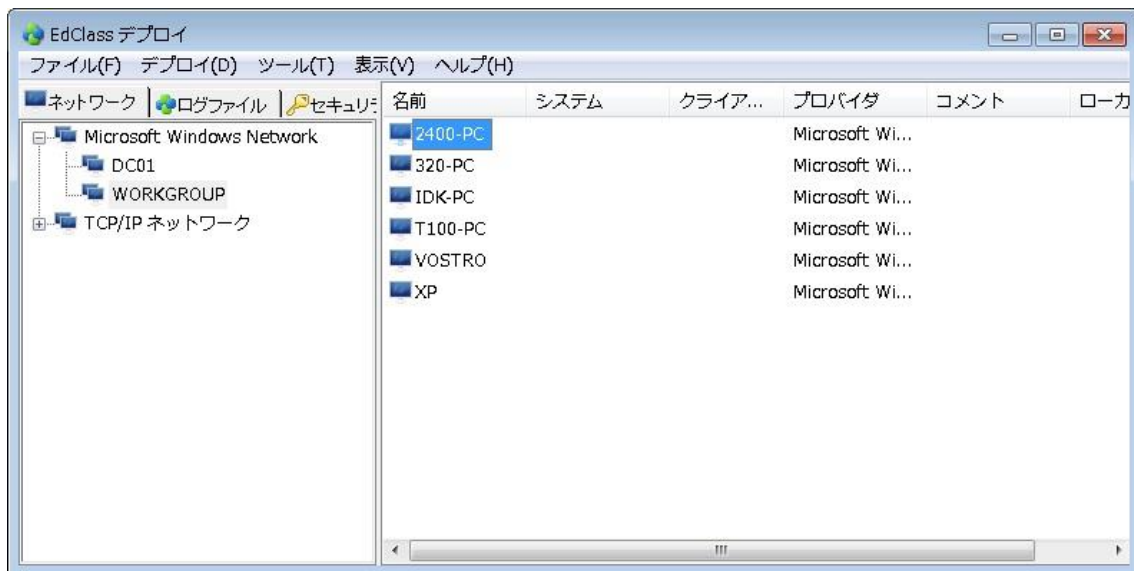 EdClass デプロイ
ファイル(F) デプロイ(D) ツール(T) 表示(V) ヘルプ(H)
ネットワーク ログファイル セキュリ
名前 システム クライア... プロバイダ コメント ローカ
Microsoft Windows Network
DC01
WORKGROUP
TCP/IP ネットワーク
2400-PC Microsoft Wi...
320-PC Microsoft Wi...
IDK-PC Microsoft Wi...
T100-PC Microsoft Wi...
VOSTRO Microsoft Wi...
XP Microsoft Wi...